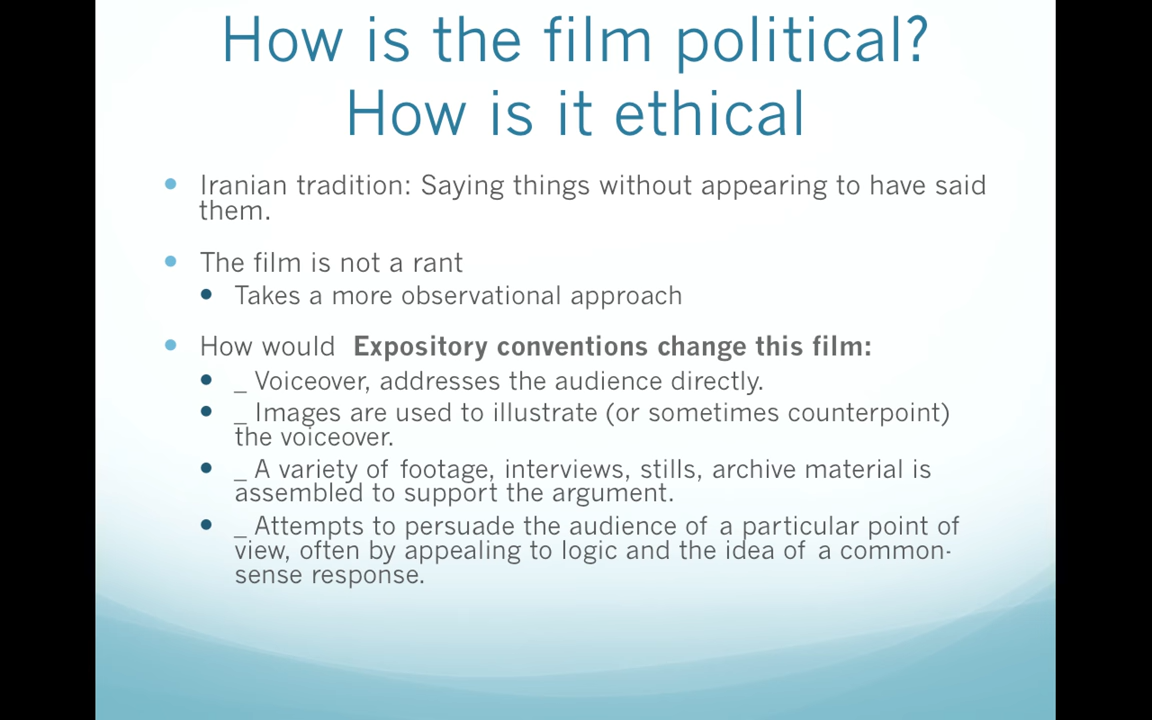 How is the film political?
How is it ethical
• Iranian tradition: Saying things without appearing to have said
them.
• The film is not a rant
• Takes a more observational approach
• How would Expository conventions change this film:
• _ Voiceover, addresses the audience directly.
• _ Images are used to illustrate (or sometimes counterpoint)
the voiceover.
• _ A variety of footage, interviews, stills, archive material is
assembled to support the argument.
• _ Attempts to persuade the audience of a particular point of
view, often by appealing to logic and the idea of a common-
sense response.